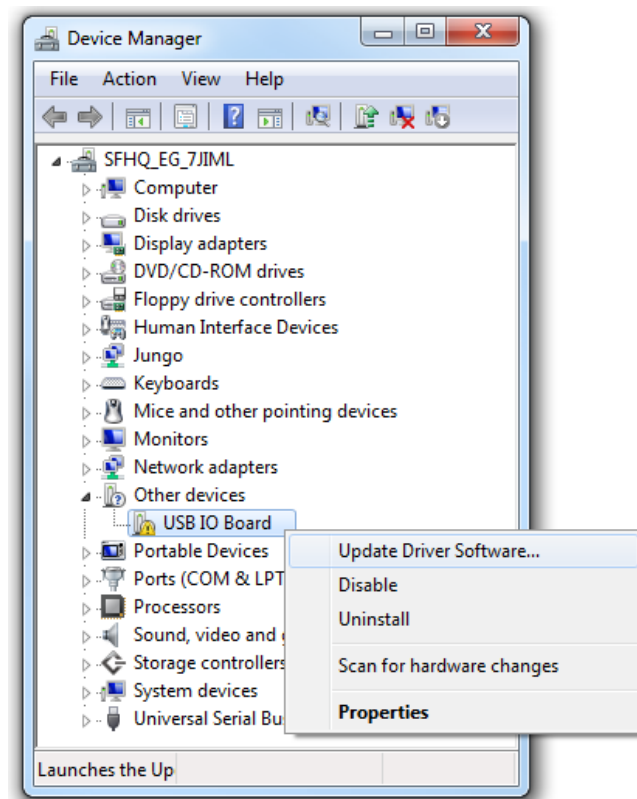 Device Manager
File Action View Help
SFHQ_EG_7JIML
Computer
Disk drives
Display adapters
DVD/CD-ROM drives
Floppy drive controllers
Human Interface Devices
Jungo
Keyboards
Mice and other pointing devices
Monitors
Network adapters
Other devices
USB IO Board
Portable Devices
Ports (COM & LPT
Processors
Sound, video and
Storage controllers
System devices
Universal Serial Bu
Update Driver Software...
Disable
Uninstall
Scan for hardware changes
Properties
Launches the Up